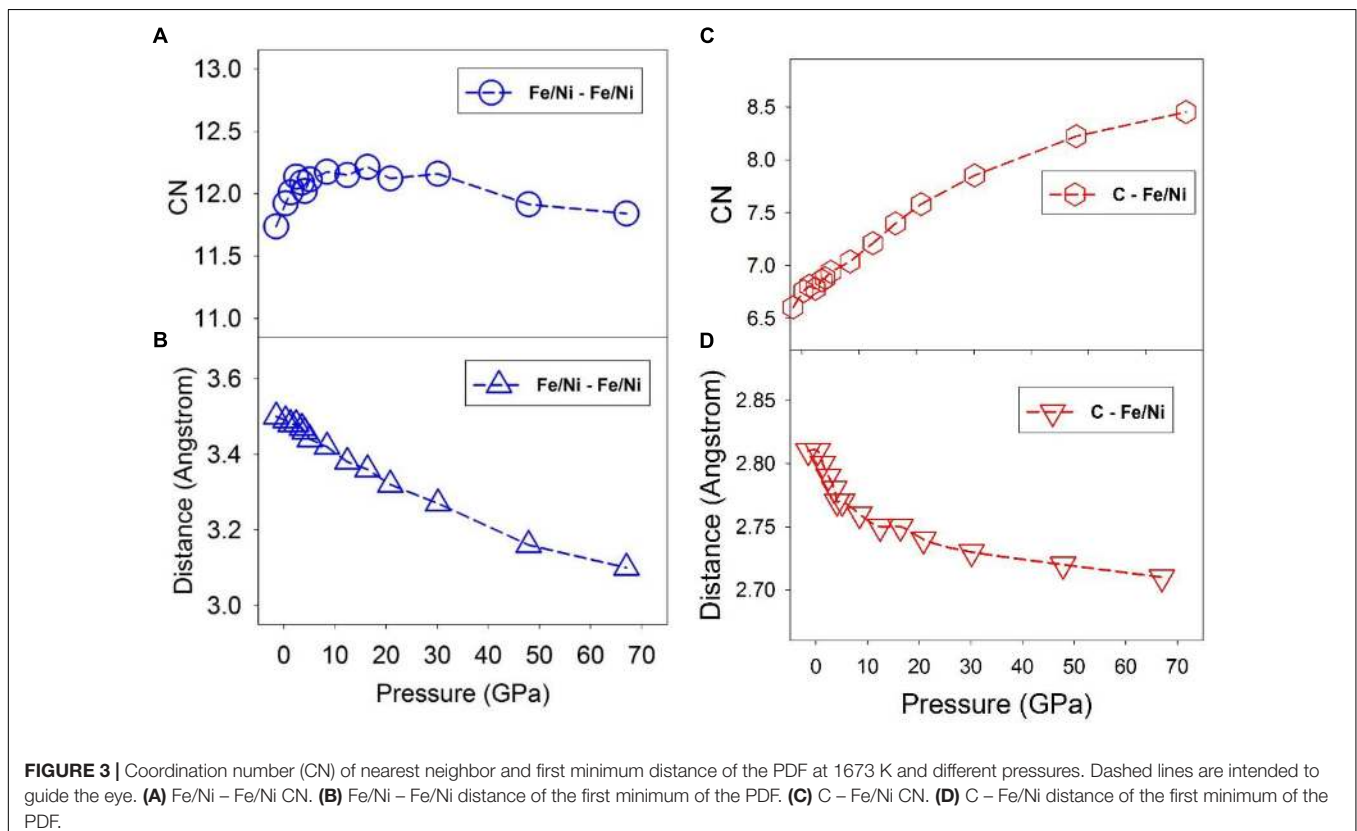 A
13.0
12.5
12.0
11.5
11.0
CN
Fe/Ni - Fe/Ni
B
3.6
3.4
3.2
3.0
Distance (Angstrom)
Fe/Ni - Fe/Ni
0 10 20 30 40 50 60 70
Pressure (GPa)
C
8.5
8.0
7.5
7.0
6.5
CN
C - Fe/Ni
D
2.85
2.80
2.75
2.70
Distance (Angstrom)
C - Fe/Ni
0 10 20 30 40 50 60 70
Pressure (GPa)
FIGURE 3 | Coordination number (CN) of nearest neighbor and first minimum distance of the PDF at 1673 K and different pressures. Dashed lines are intended to
guide the eye. (A) Fe/Ni – Fe/Ni CN. (B) Fe/Ni – Fe/Ni distance of the first minimum of the PDF. (C) C – Fe/Ni CN. (D) C – Fe/Ni distance of the first minimum of the
PDF.